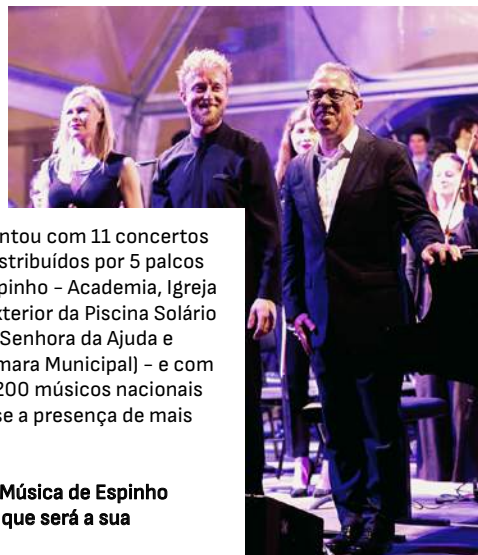 ntou com 11 concertos
stribuídos por 5 palcos
pinho - Academia, Igreja
xterior da Piscina Solário
Senhora da Ajuda e
mara Municipal) - e com
200 músicos nacionais
se a presença de mais
Música de Espinho
que será a sua